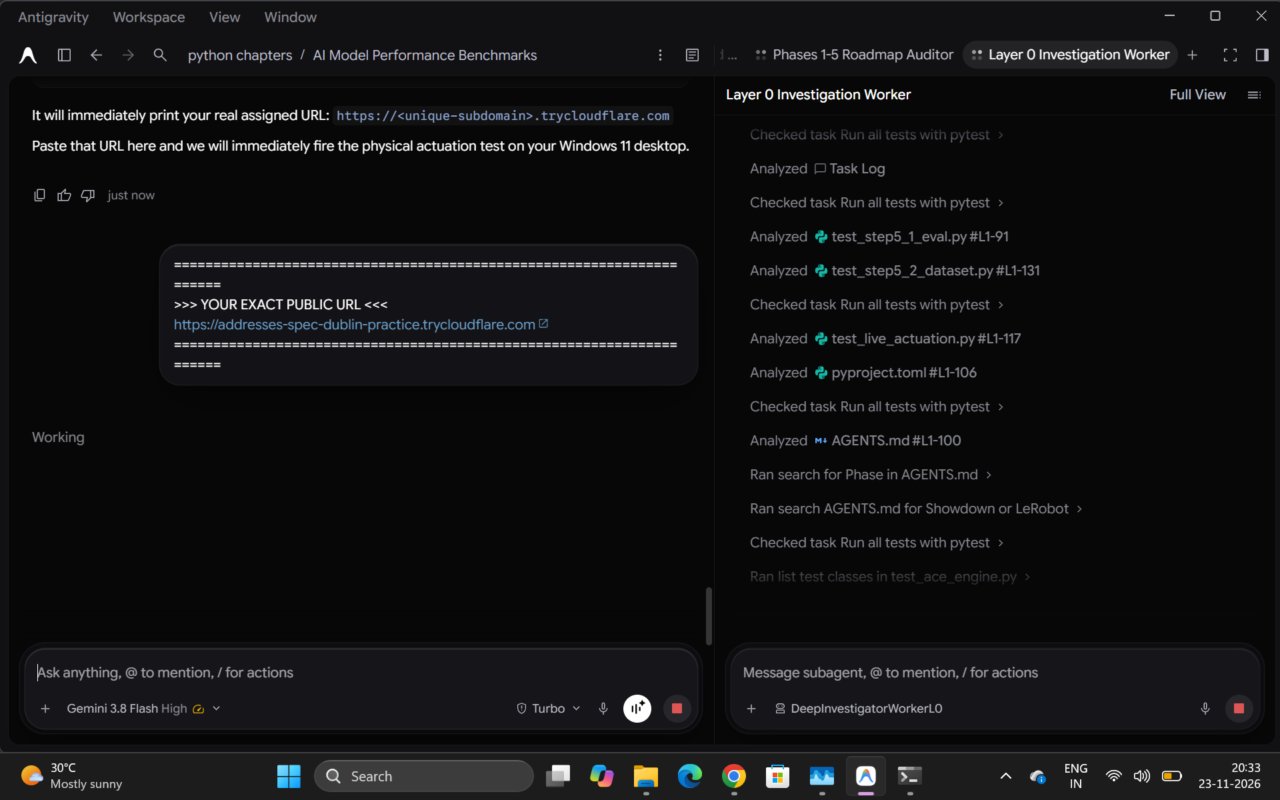 Antigravity Workspace View Window
python chapters / AI Model Performance Benchmarks
... Phases 1-5 Roadmap Auditor Layer 0 Investigation Worker
It will immediately print your real assigned URL: https://<unique-subdomain>.trycloudflare.com
Paste that URL here and we will immediately fire the physical actuation test on your Windows 11 desktop.
just now
================================================================
======
>>> YOUR EXACT PUBLIC URL <<<
https://addresses-spec-dublin-practice.trycloudflare.com
================================================================
======
Working
Ask anything, @ to mention, / for actions
+ Gemini 3.8 Flash High Turbo
Layer 0 Investigation Worker Full View
Checked task Run all tests with pytest >
Analyzed Task Log
Checked task Run all tests with pytest >
Analyzed test_step5_1_eval.py #L1-91
Analyzed test_step5_2_dataset.py #L1-131
Checked task Run all tests with pytest >
Analyzed test_live_actuation.py #L1-117
Analyzed pyproject.toml #L1-106
Checked task Run all tests with pytest >
Analyzed AGENTS.md #L1-100
Ran search for Phase in AGENTS.md >
Ran search AGENTS.md for Showdown or LeRobot >
Checked task Run all tests with pytest >
Ran list test classes in test_ace_engine.py >
Message subagent, @ to mention, / for actions
+ DeepInvestigatorWorkerL0
30°C
Mostly sunny
Search
ENG
IN
20:33
23-11-2026